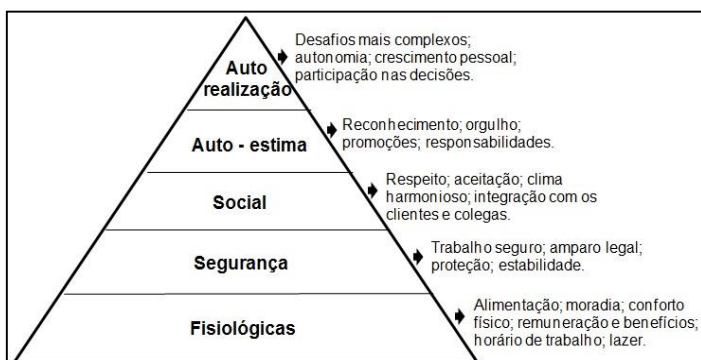 Auto
realização
Desafios mais complexos;
autonomia; crescimento pessoal;
participação nas decisões.
Auto - estima
Reconhecimento; orgulho;
promoções; responsabilidades.
Social
Respeito; aceitação; clima
harmonioso; integração com os
clientes e colegas.
Segurança
Trabalho seguro; amparo legal;
proteção; estabilidade.
Fisiológicas
Alimentação; moradia; conforto
físico; remuneração e benefícios;
horário de trabalho; lazer.